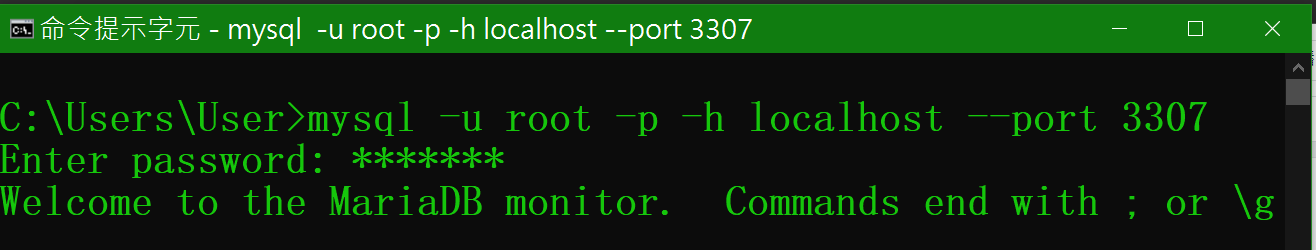 命令提示字元 - mysql  -u root -p -h localhost --port 3307
C:\Users\User>mysql -u root -p -h localhost --port 3307
Enter password: *******
Welcome to the MariaDB monitor.  Commands end with ; or \g